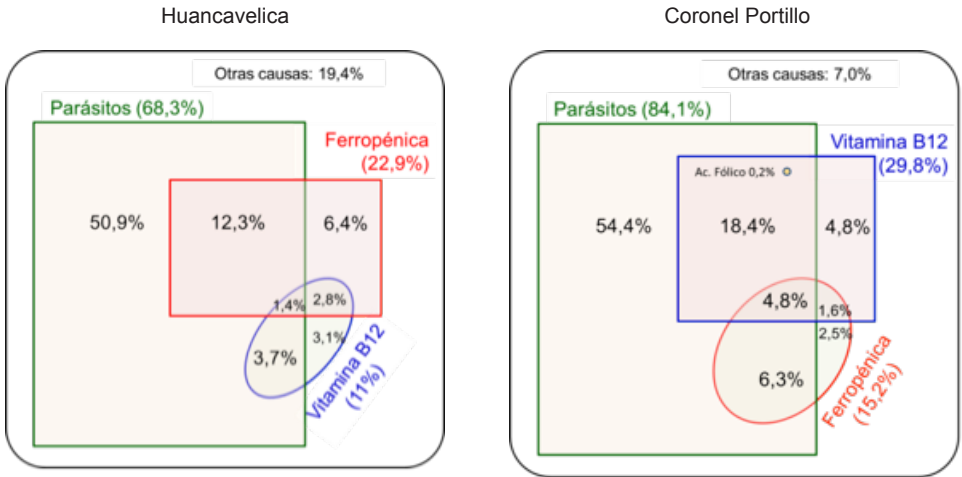 Huancavelica
Otras causas: 19,4%
Parásitos (68,3%)
Ferropénica
(22,9%)
50,9%
12,3%
6,4%
1,4%
2,8%
3,1%
3,7%
Vitamina B12
(11%)
Coronel Portillo
Otras causas: 7,0%
Parásitos (84,1%)
Vitamina B12
(29,8%)
Ac. Fólico 0,2%
54,4%
18,4%
4,8%
4,8%
1,6%
2,5%
6,3%
Ferropénica
(15,2%)